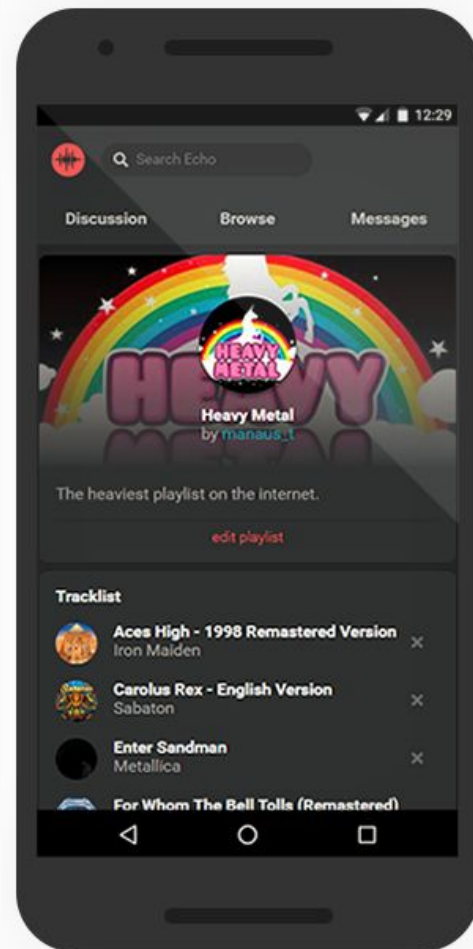 12:29
Search Echo
Discussion Browse Messages
HEAVY
HEAVY
METAL
Heavy Metal
by manaus_t
The heaviest playlist on the internet.
edit playlist
Tracklist
Aces High - 1998 Remastered Version
Iron Maiden
Carolus Rex - English Version
Sabaton
Enter Sandman
Metallica
For Whom The Bell Tolls (Remastered)